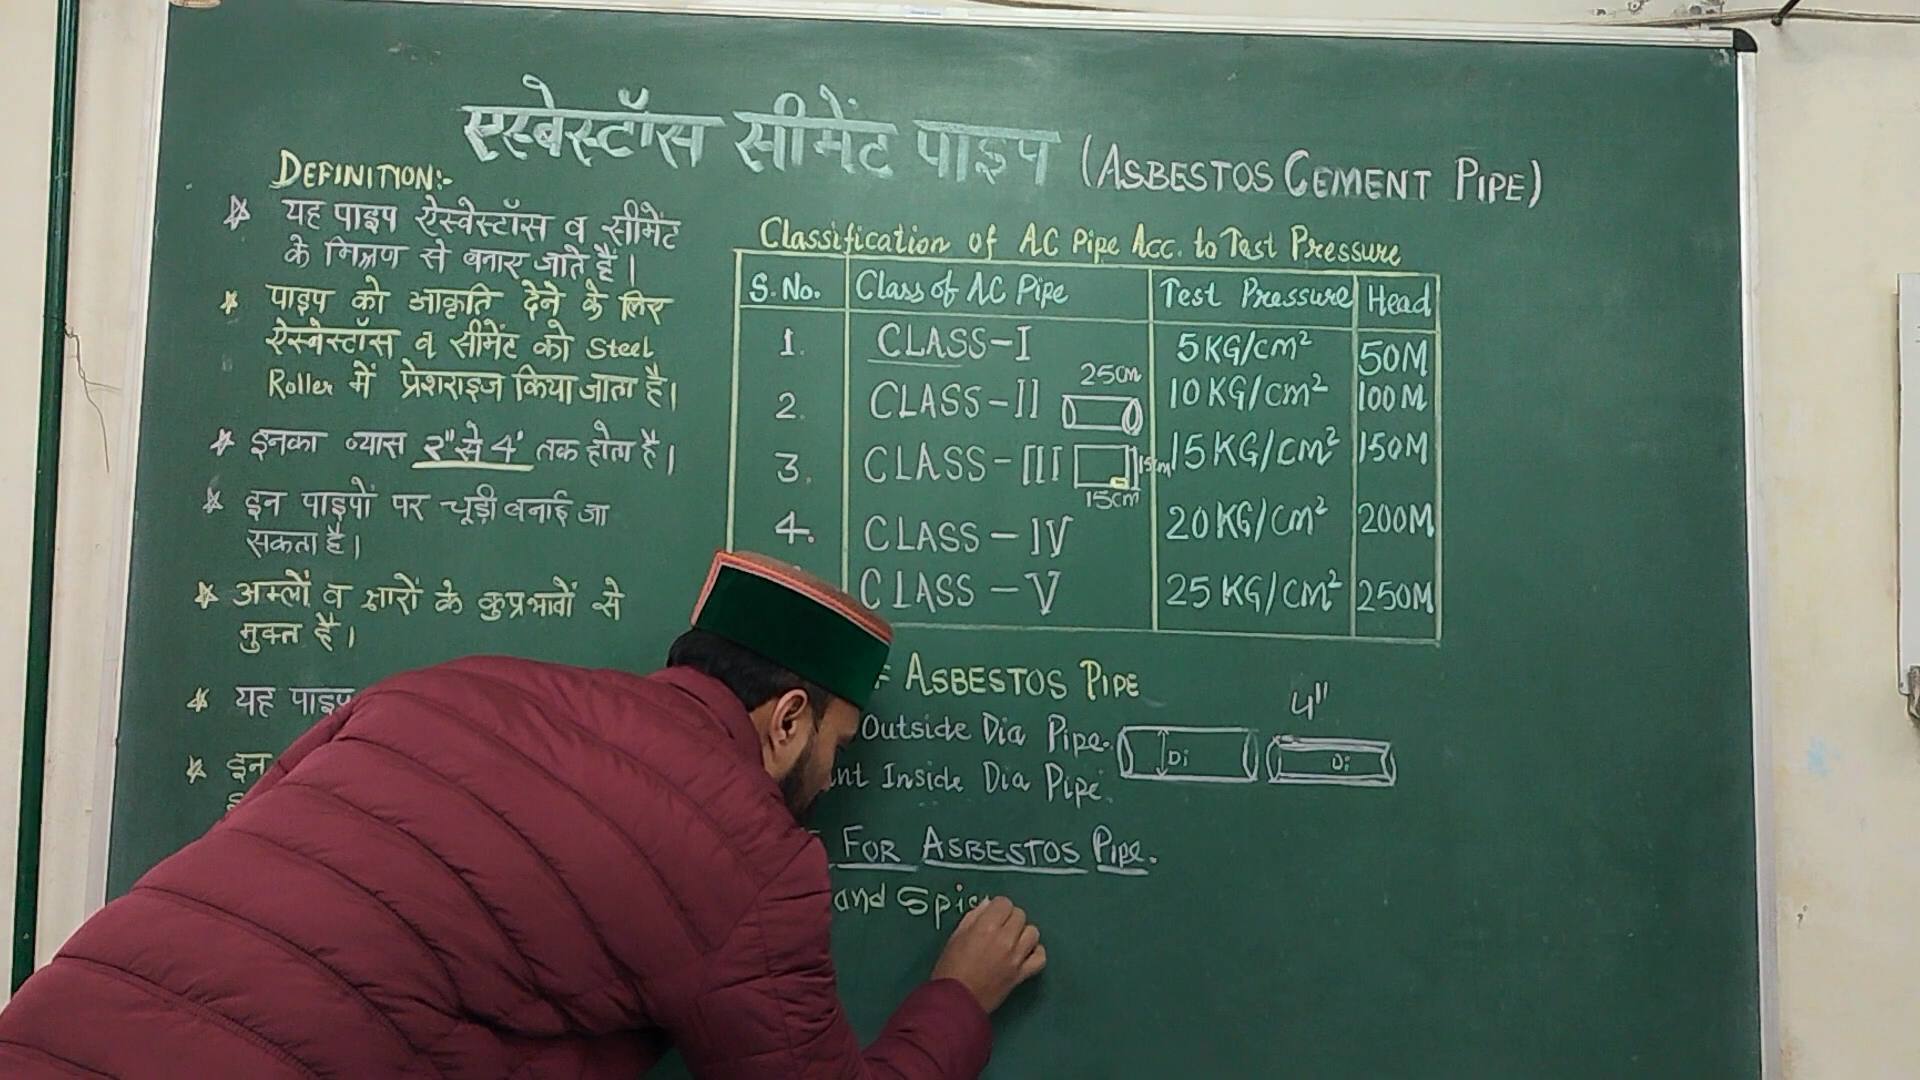 एस्बेस्टॉस सीमेंट पाइप (ASBESTOS CEMENT PIPE)
DEFINITION:-
☆ यह पाइप ऐस्वेस्टॉस व सीमेंट
के मिश्रण से बनाए जाते है।
☆ पाइप को आकृति देने के लिए
ऐस्वेस्टॉस व सीमेंट को Steel
Roller में प्रेशराइज किया जाता है।
☆ इनका व्यास 2" से 4' तक होता है।
☆ इन पाइपों पर चूड़ी बनाई जा
सकता है।
☆ अम्लों व क्षारों के कुप्रभावों से
मुक्त है।
☆ यह पाइप
☆ इन
Classification of AC Pipe Acc. to Test Pressure
S.No. Class of AC Pipe Test Pressure Head
1. CLASS-I 5KG/cm² 50M
25cm
2. CLASS-II 10KG/cm² 100M
3. CLASS-III 15cm 15KG/cm² 150M
15cm
4. CLASS-IV 20KG/cm² 200M
CLASS-V 25KG/cm² 250M
ASBESTOS PIPE
4"
Outside Dia Pipe.
Di Di
Inside Dia Pipe.
FOR ASBESTOS Pipe.
and